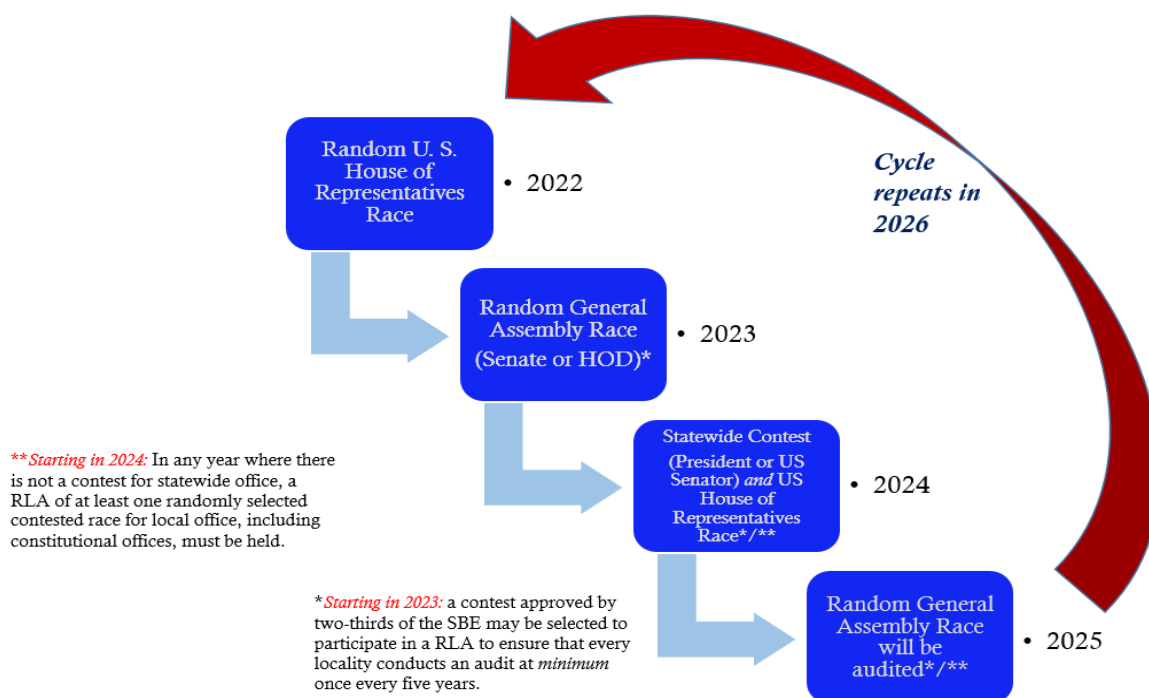 Random U. S.
House of
Representatives
Race
• 2022
Cycle
repeats in
2026
Random General
Assembly Race
(Senate or HOD)*
• 2023
Statewide Contest
(President or US
Senator) and US
House of
Representatives
Race*/**
• 2024
**Starting in 2024: In any year where there
is not a contest for statewide office, a
RLA of at least one randomly selected
contested race for local office, including
constitutional offices, must be held.
Random General
Assembly Race
will be
audited*/**
• 2025
*Starting in 2023: a contest approved by
two-thirds of the SBE may be selected to
participate in a RLA to ensure that every
locality conducts an audit at minimum
once every five years.